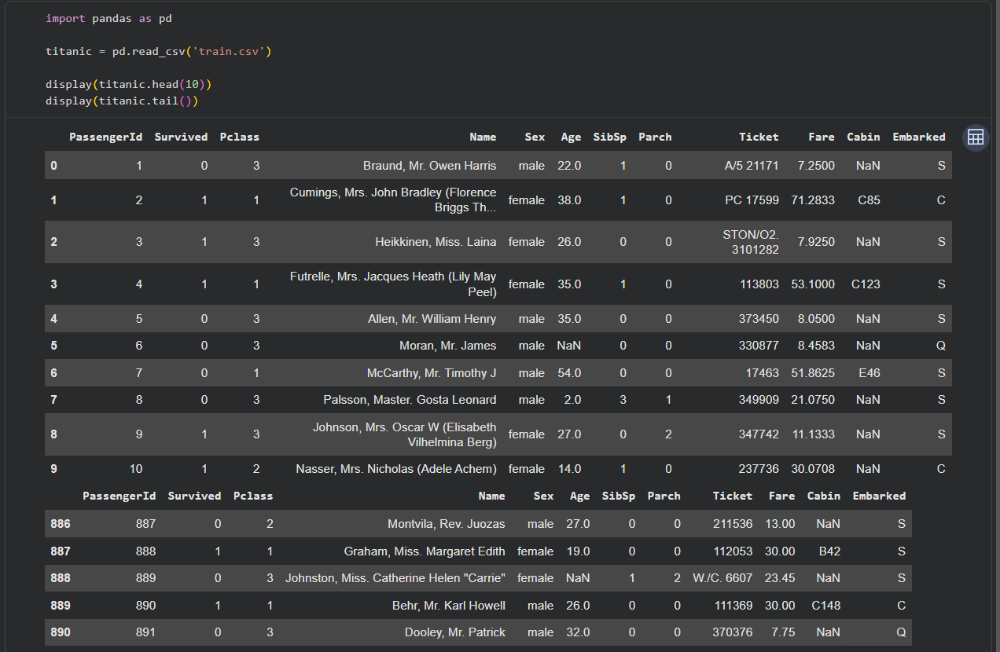 import pandas as pd
titanic = pd.read_csv('train.csv')
display(titanic.head(10))
display(titanic.tail())
PassengerId Survived Pclass Name Sex Age SibSp Parch Ticket Fare Cabin Embarked
0 1 0 3 Braund, Mr. Owen Harris male 22.0 1 0 A/5 21171 7.2500 NaN S
1 2 1 1 Cumings, Mrs. John Bradley (Florence Briggs Th... female 38.0 1 0 PC 17599 71.2833 C85 C
2 3 1 3 Heikkinen, Miss. Laina female 26.0 0 0 STON/O2. 3101282 7.9250 NaN S
3 4 1 1 Futrelle, Mrs. Jacques Heath (Lily May Peel) female 35.0 1 0 113803 53.1000 C123 S
4 5 0 3 Allen, Mr. William Henry male 35.0 0 0 373450 8.0500 NaN S
5 6 0 3 Moran, Mr. James male NaN 0 0 330877 8.4583 NaN Q
6 7 0 1 McCarthy, Mr. Timothy J male 54.0 0 0 17463 51.8625 E46 S
7 8 0 3 Palsson, Master. Gosta Leonard male 2.0 3 1 349909 21.0750 NaN S
8 9 1 3 Johnson, Mrs. Oscar W (Elisabeth Vilhelmina Berg) female 27.0 0 2 347742 11.1333 NaN S
9 10 1 2 Nasser, Mrs. Nicholas (Adele Achem) female 14.0 1 0 237736 30.0708 NaN C
PassengerId Survived Pclass Name Sex Age SibSp Parch Ticket Fare Cabin Embarked
886 887 0 2 Montvila, Rev. Juozas male 27.0 0 0 211536 13.00 NaN S
887 888 1 1 Graham, Miss. Margaret Edith female 19.0 0 0 112053 30.00 B42 S
888 889 0 3 Johnston, Miss. Catherine Helen "Carrie" female NaN 1 2 W./C. 6607 23.45 NaN S
889 890 1 1 Behr, Mr. Karl Howell male 26.0 0 0 111369 30.00 C148 C
890 891 0 3 Dooley, Mr. Patrick male 32.0 0 0 370376 7.75 NaN Q